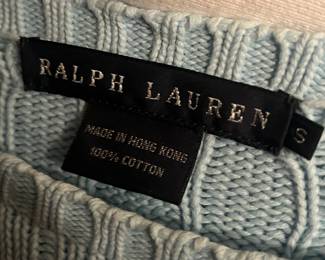 RALPH LAUREN
S
MADE IN HONG KONG
100% COTTON